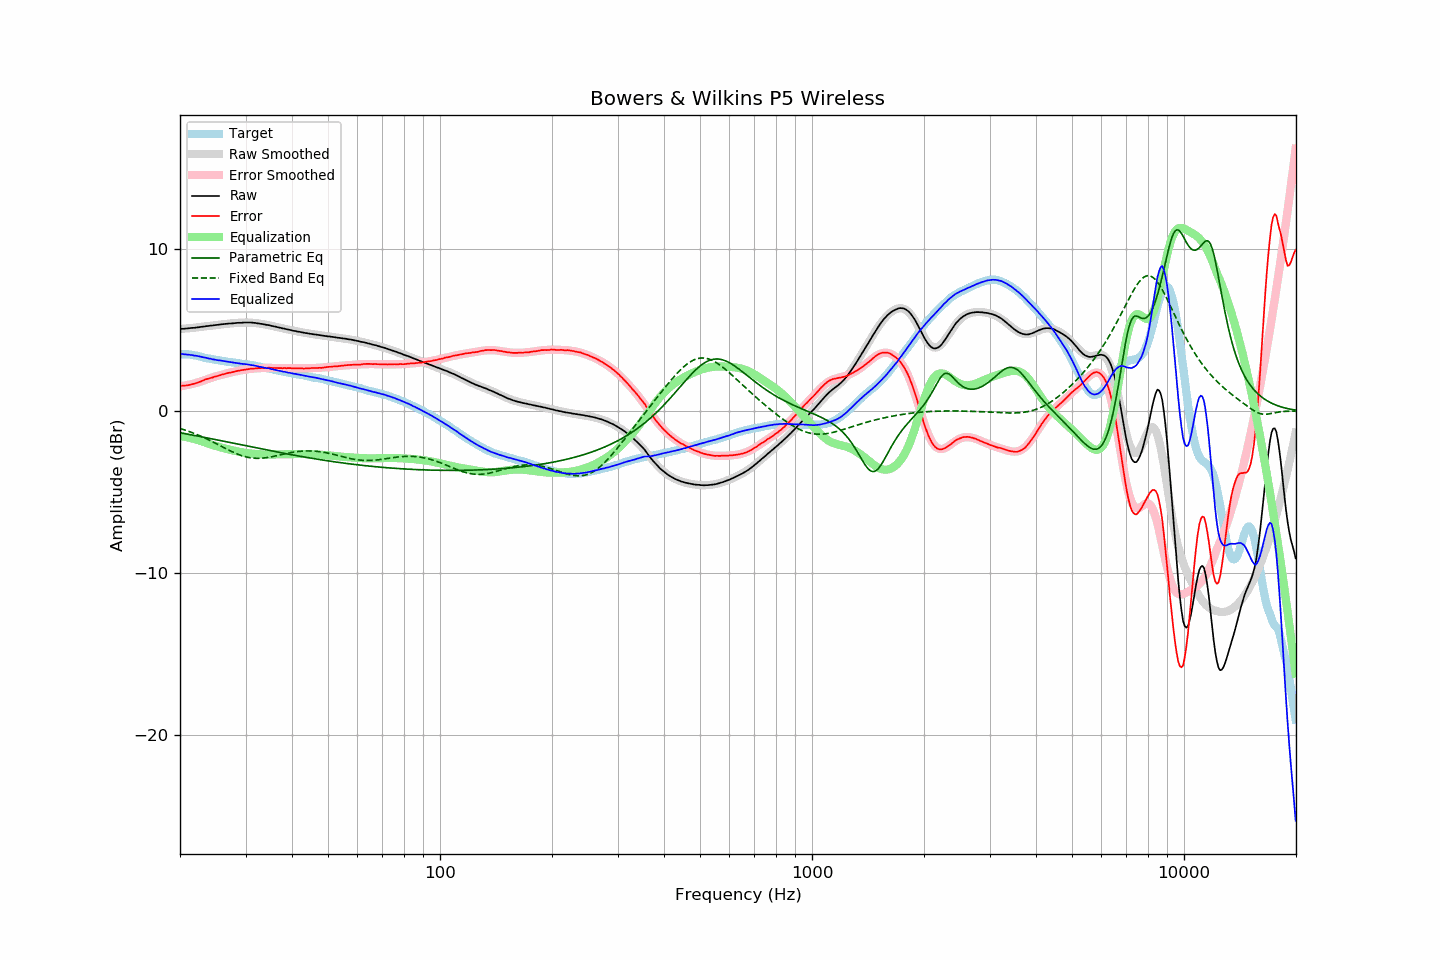 Bowers & Wilkins P5 Wireless
Target
Raw Smoothed
Error Smoothed
Raw
Error
Equalization
Parametric Eq
Fixed Band Eq
Equalized
10
0
−10
−20
Amplitude (dBr)
100
1000
10000
Frequency (Hz)